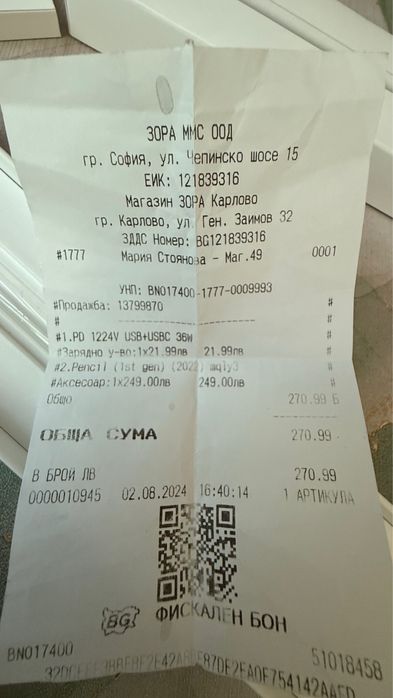 ЗОРА ММС ООД
гр. София, ул. Чепинско шосе 15
ЕИК: 121839316
Магазин ЗОРА Карлово
гр. Карлово, ул. Ген. Заимов 32
ЗДДС Номер: BG121839316
#1777 Мария Стоянова - Маг.49 0001
УНП: BN017400-1777-0009993
#Продажба: 13799870 #
# ---------------- #
#1.PD 1224V USB+USBC 36W #
#Зарядно у-во:1x21.99лв 21.99лв #
#2.Pencil (1st gen) (2022) mqly3 #
#Аксесоар:1x249.00лв 249.00лв #
Общо 270.99 Б
ОБЩА СУМА 270.99
В БРОЙ ЛВ 270.99
0000010945 02.08.2024 16:40:14 1 АРТИКУЛА
BG ФИСКАЛЕН БОН
BN017400 51018458